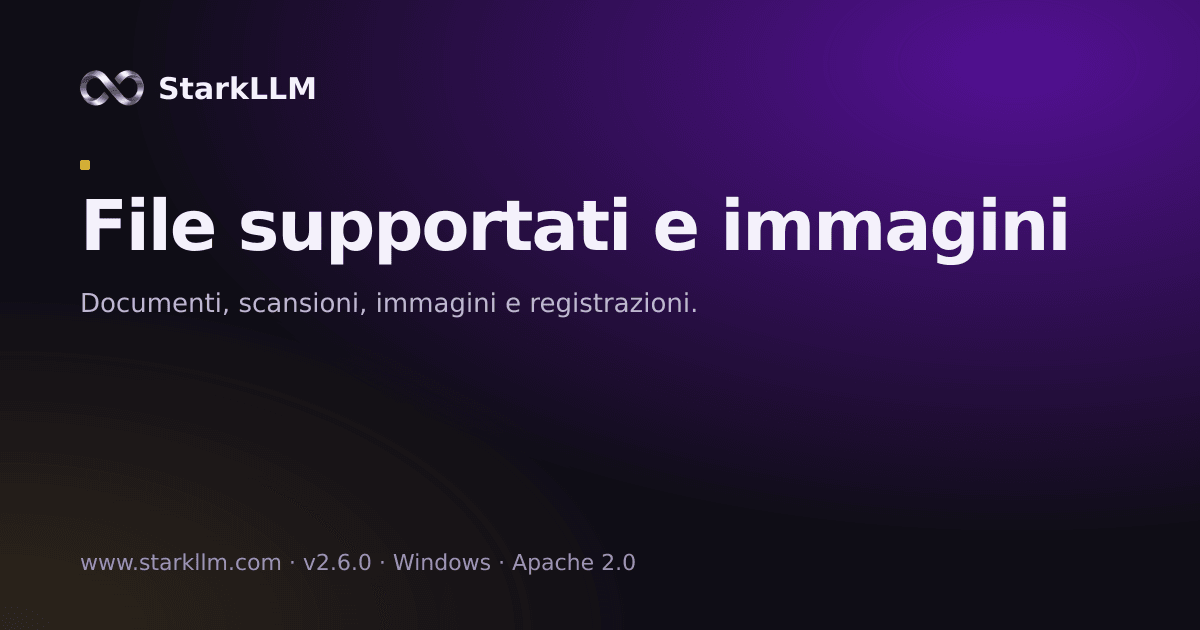 StarkLLM
File supportati e immagini
Documenti, scansioni, immagini e registrazioni.
www.starkllm.com · v2.6.0 · Windows · Apache 2.0